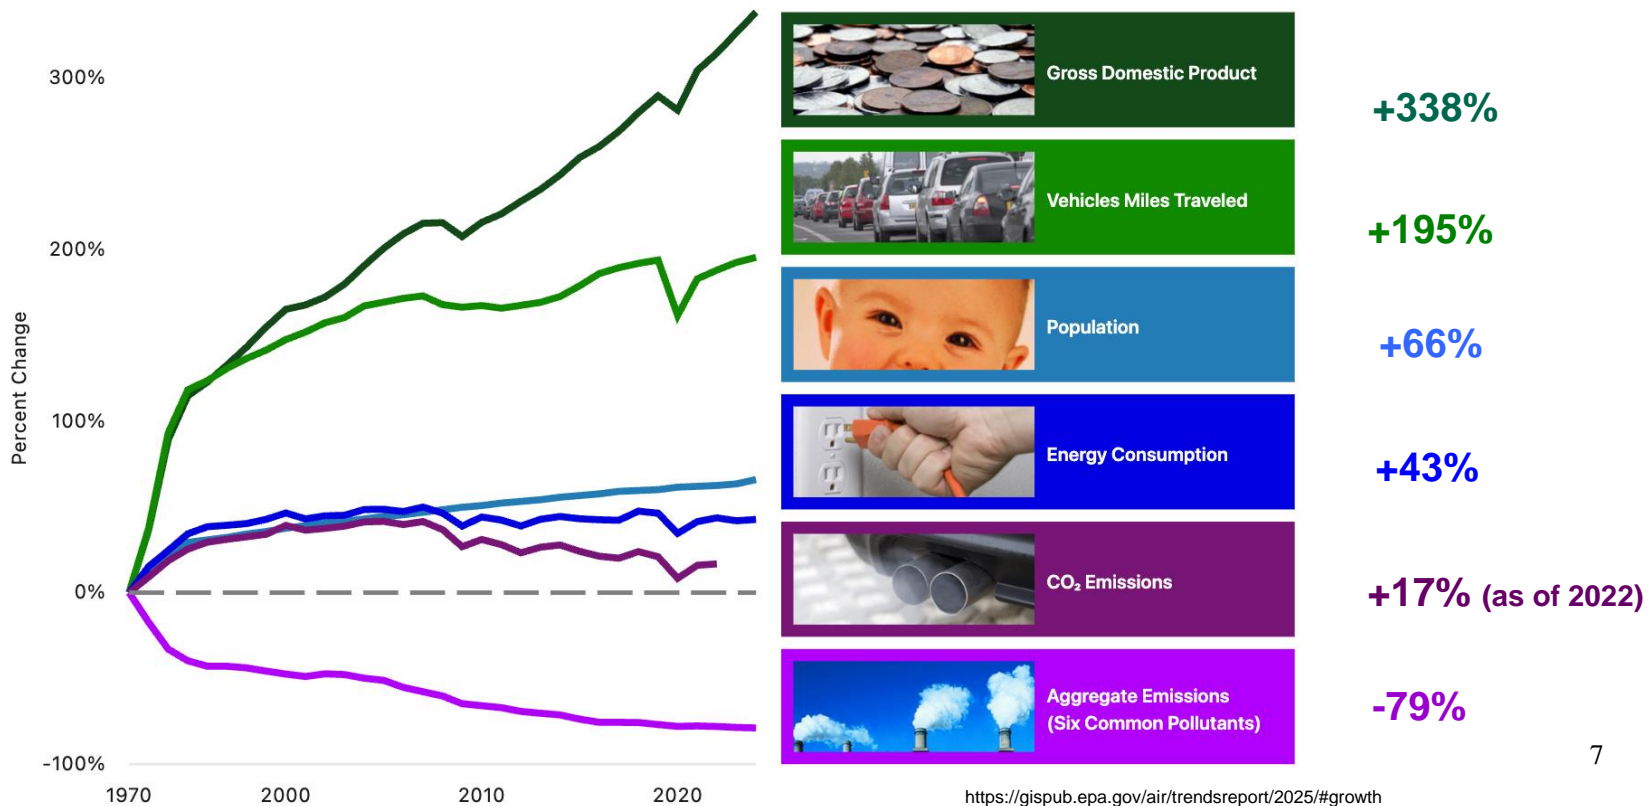 300%
200%
100%
0%
-100%
Percent Change
1970
2000
2010
2020
Gross Domestic Product
+338%
Vehicles Miles Traveled
+195%
Population
+66%
Energy Consumption
+43%
CO₂ Emissions
+17% (as of 2022)
Aggregate Emissions
(Six Common Pollutants)
-79%
7
https://gispub.epa.gov/air/trendsreport/2025/#growth